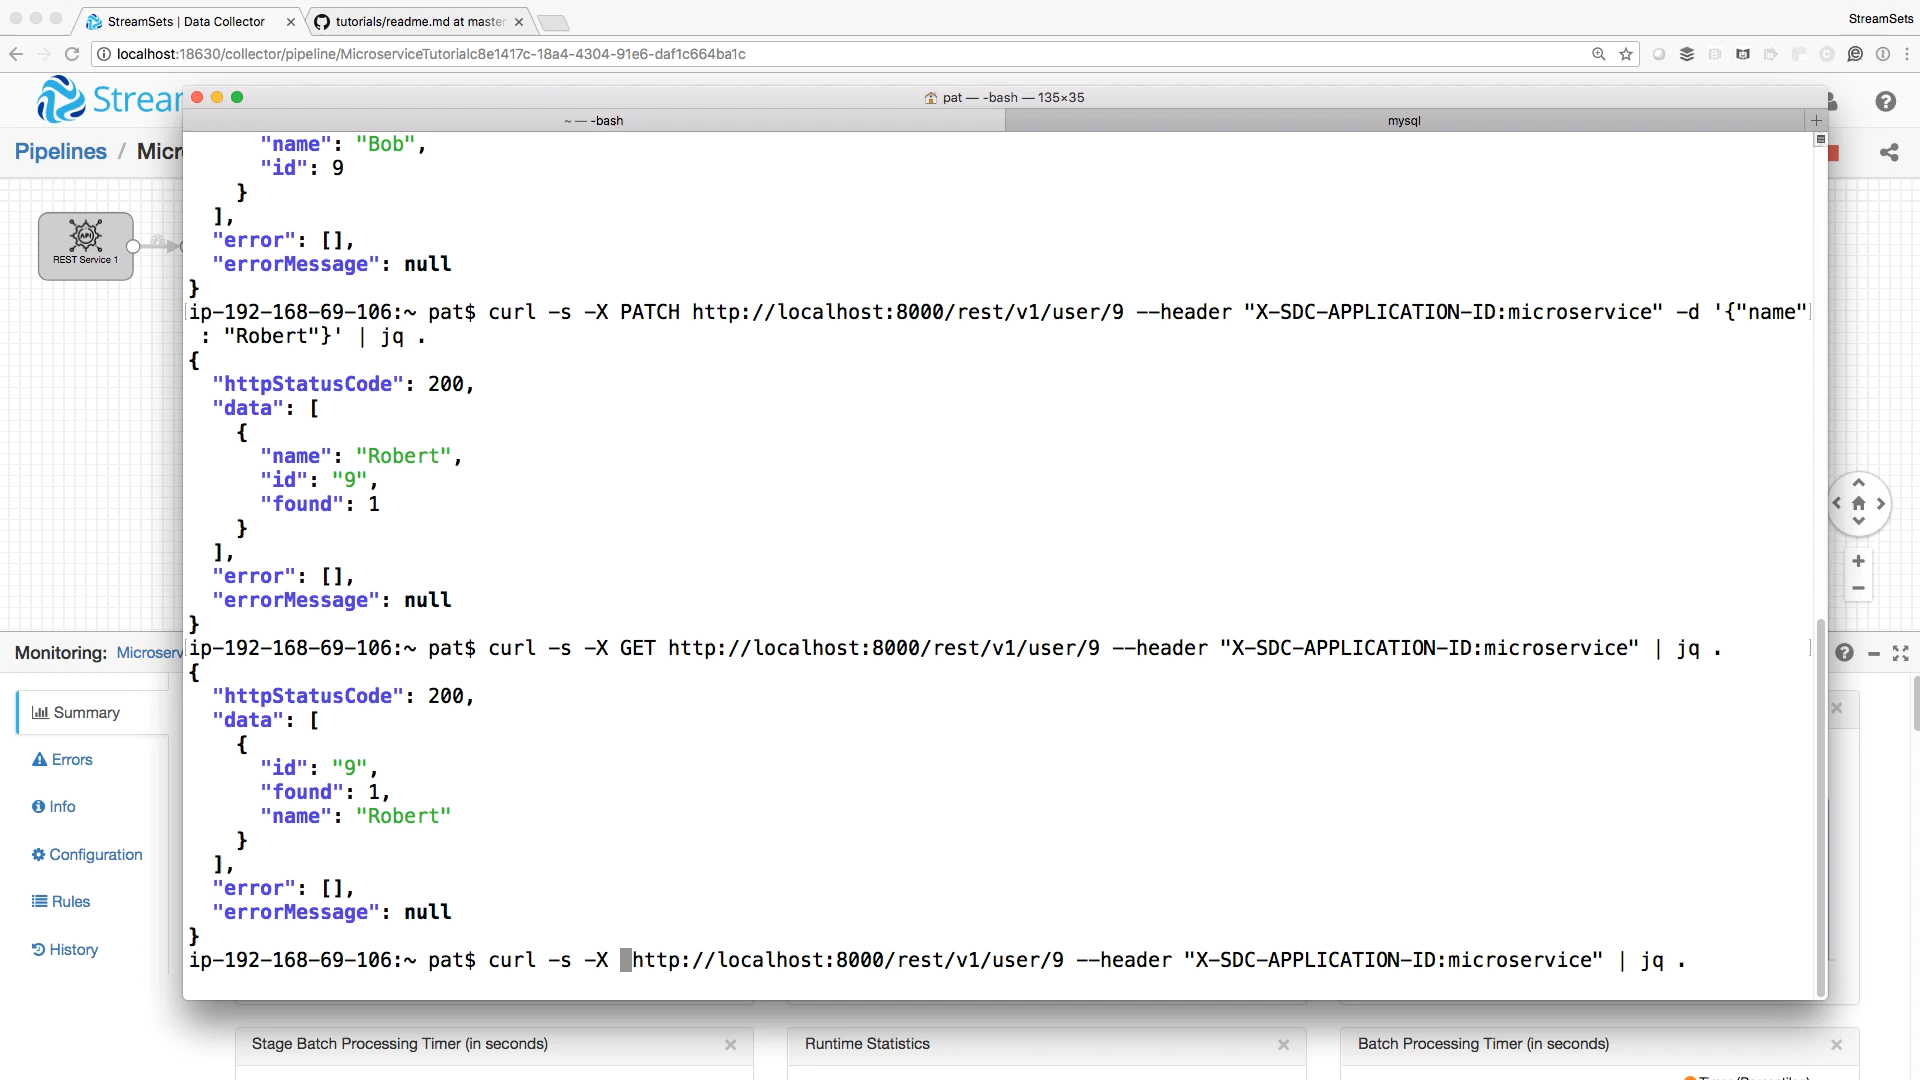 StreamSets | Data Collector
tutorials/readme.md at master
StreamSets
localhost:18630/collector/pipeline/MicroserviceTutorialc8e1417c-18a4-4304-91e6-daf1c664ba1c
Pipelines /
REST Service 1
pat — -bash — 135×35
~ — -bash
mysql
"name": "Bob",
"id": 9
}
],
"error": [],
"errorMessage": null
}
ip-192-168-69-106:~ pat$ curl -s -X PATCH http://localhost:8000/rest/v1/user/9 --header "X-SDC-APPLICATION-ID:microservice" -d '{"name"
: "Robert"}' | jq .
{
"httpStatusCode": 200,
"data": [
{
"name": "Robert",
"id": "9",
"found": 1
}
],
"error": [],
"errorMessage": null
}
ip-192-168-69-106:~ pat$ curl -s -X GET http://localhost:8000/rest/v1/user/9 --header "X-SDC-APPLICATION-ID:microservice" | jq .
{
"httpStatusCode": 200,
"data": [
{
"id": "9",
"found": 1,
"name": "Robert"
}
],
"error": [],
"errorMessage": null
}
ip-192-168-69-106:~ pat$ curl -s -X http://localhost:8000/rest/v1/user/9 --header "X-SDC-APPLICATION-ID:microservice" | jq .
Monitoring:
Summary
Errors
Info
Configuration
Rules
History
Stage Batch Processing Timer (in seconds)
Runtime Statistics
Batch Processing Timer (in seconds)